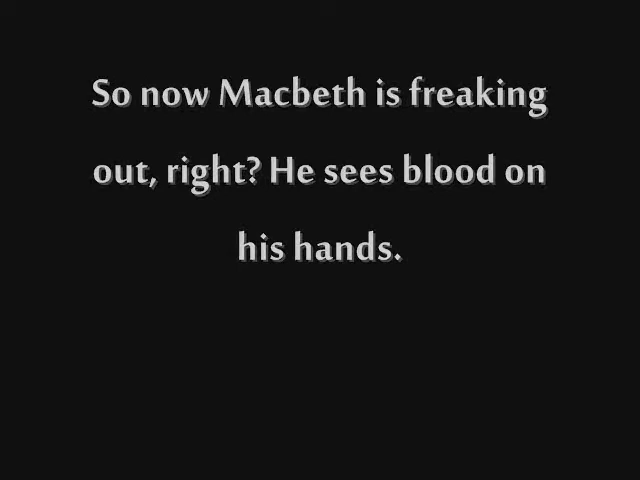 So now Macbeth is freaking
out, right? He sees blood on
his hands.